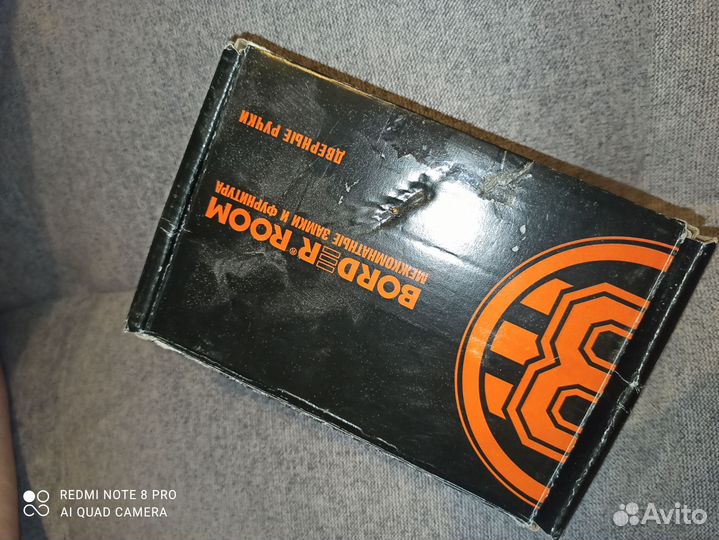 BORDER® ROOM
МЕЖКОМНАТНЫЕ ЗАМКИ И ФУРНИТУРА
ДВЕРНЫЕ РУЧКИ
REDMI NOTE 8 PRO
AI QUAD CAMERA
Avito